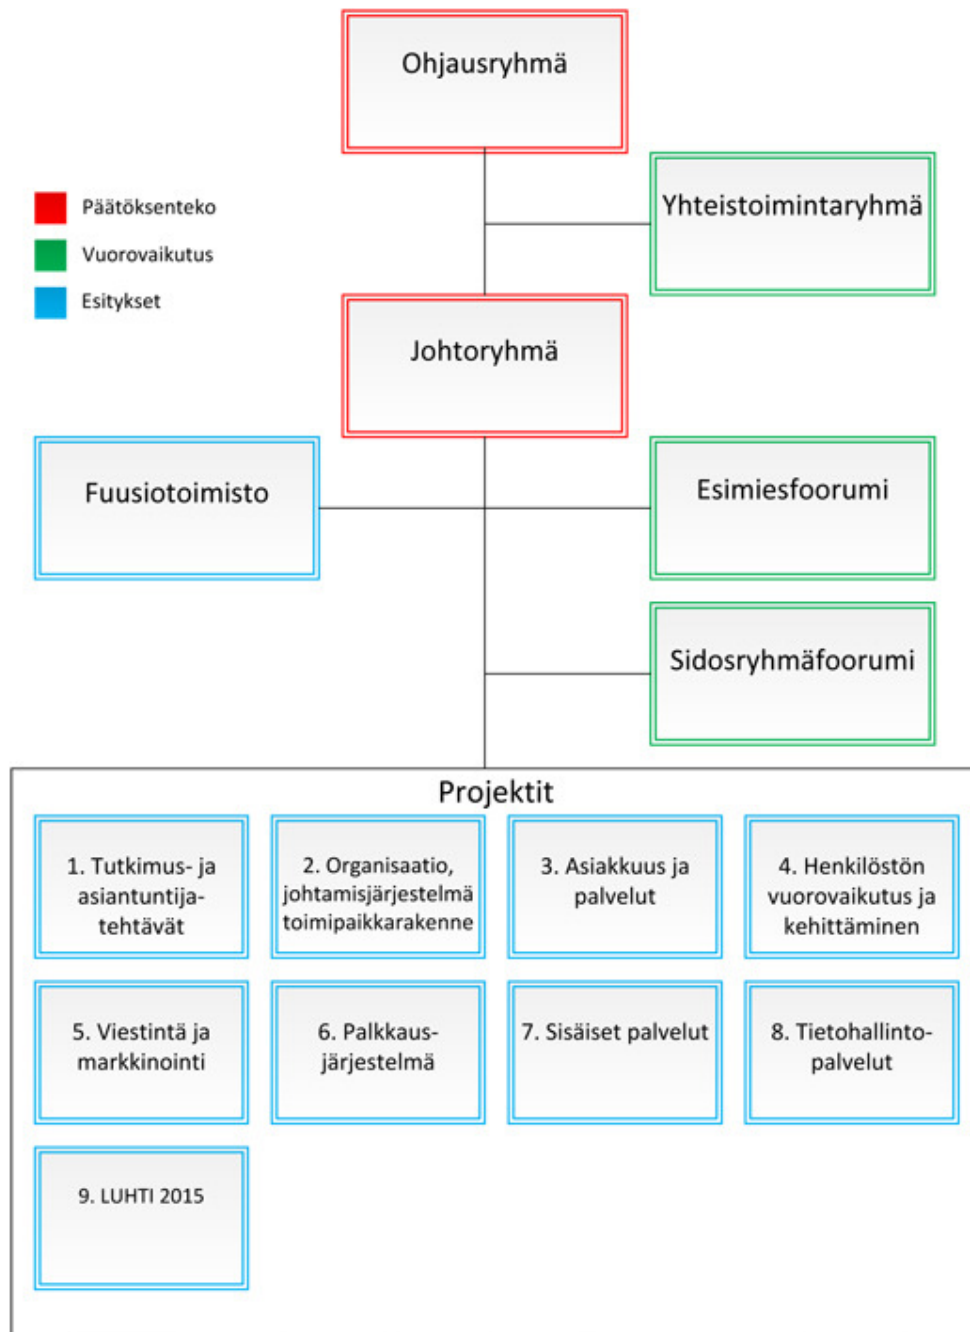 Ohjausryhmä
Yhteistoimintaryhmä
Päätöksenteko
Vuorovaikutus
Esitykset
Johtoryhmä
Fuusiotoimisto
Esimiesfoorumi
Sidosryhmäfoorumi
Projektit
1. Tutkimus- ja
asiantuntija-
tehtävät
2. Organisaatio,
johtamisjärjestelmä
toimipaikkarakenne
3. Asiakkuus ja
palvelut
4. Henkilöstön
vuorovaikutus ja
kehittäminen
5. Viestintä ja
markkinointi
6. Palkkaus-
järjestelmä
7. Sisäiset palvelut
8. Tietohallinto-
palvelut
9. LUHTI 2015